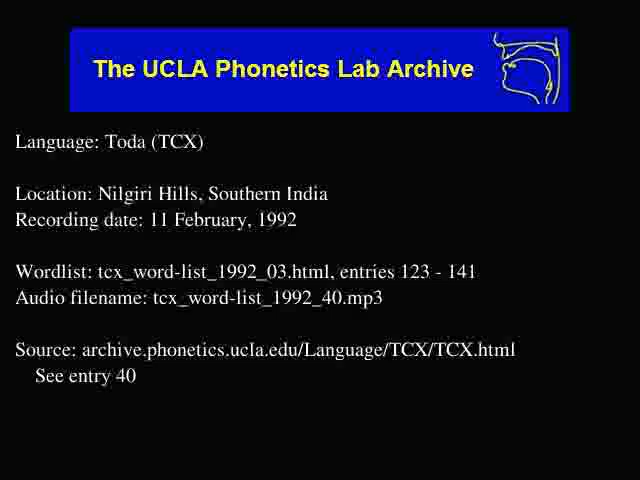 The UCLA Phonetics Lab Archive
Language: Toda (TCX)
Location: Nilgiri Hills, Southern India
Recording date: 11 February, 1992
Wordlist: tcx_word-list_1992_03.html, entries 123 - 141
Audio filename: tcx_word-list_1992_40.mp3
Source: archive.phonetics.ucla.edu/Language/TCX/TCX.html
See entry 40